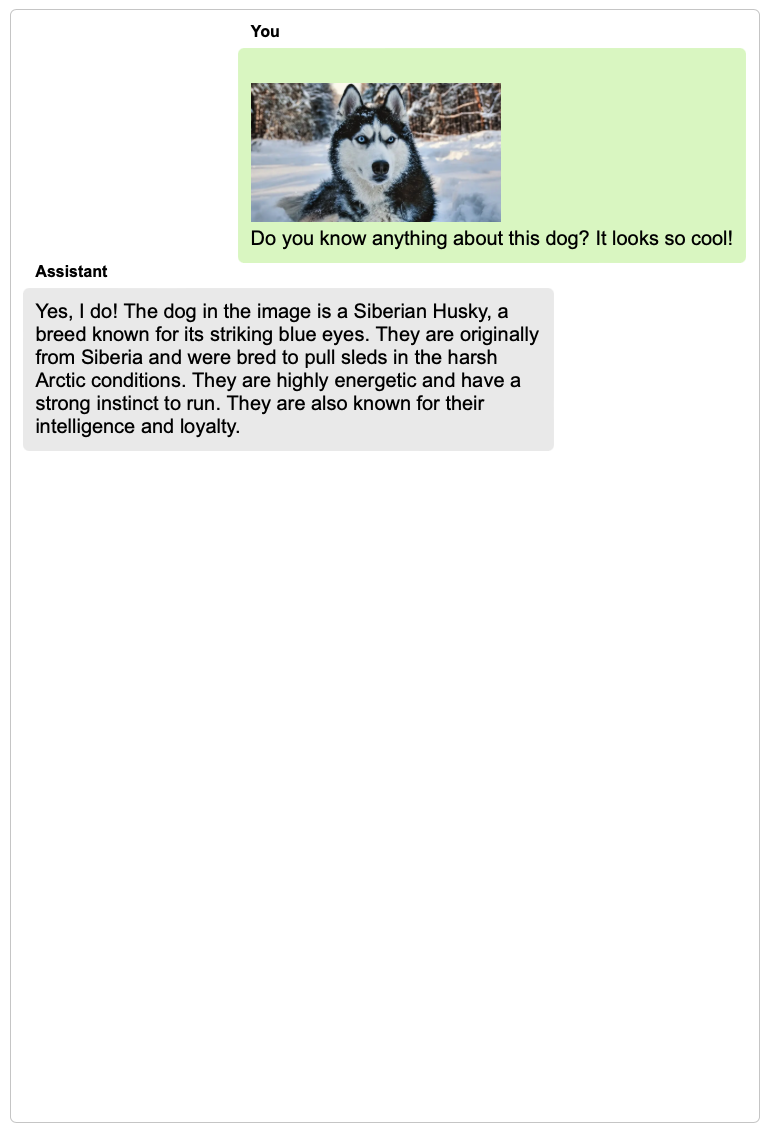 You
Do you know anything about this dog? It looks so cool!
Assistant
Yes, I do! The dog in the image is a Siberian Husky, a
breed known for its striking blue eyes. They are originally
from Siberia and were bred to pull sleds in the harsh
Arctic conditions. They are highly energetic and have a
strong instinct to run. They are also known for their
intelligence and loyalty.